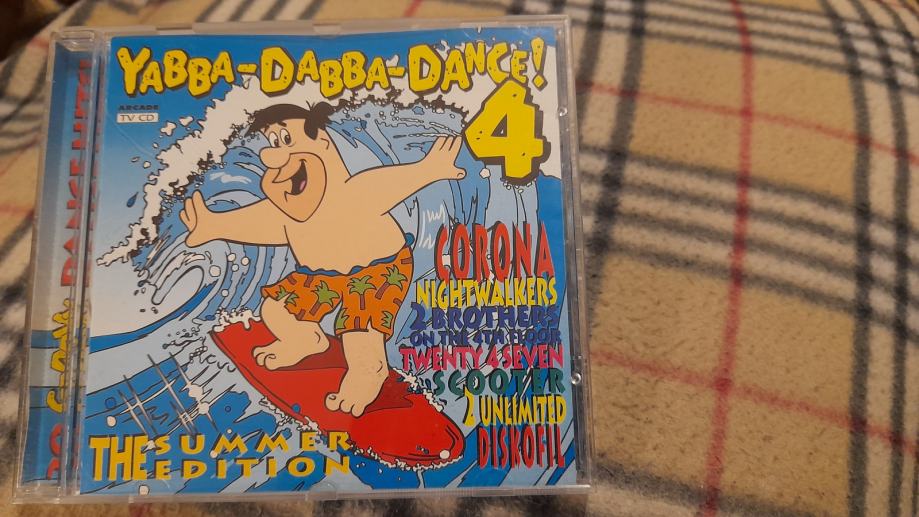 YABBA-DABBA-DANCE!
4
ARCADE
TV CD
CORONA
NIGHTWALKERS
2 BROTHERS
ON THE 4TH FLOOR
TWENTY 4 SEVEN
SCOOTER
2 UNLIMITED
DISKOFIL
THE SUMMER
EDITION